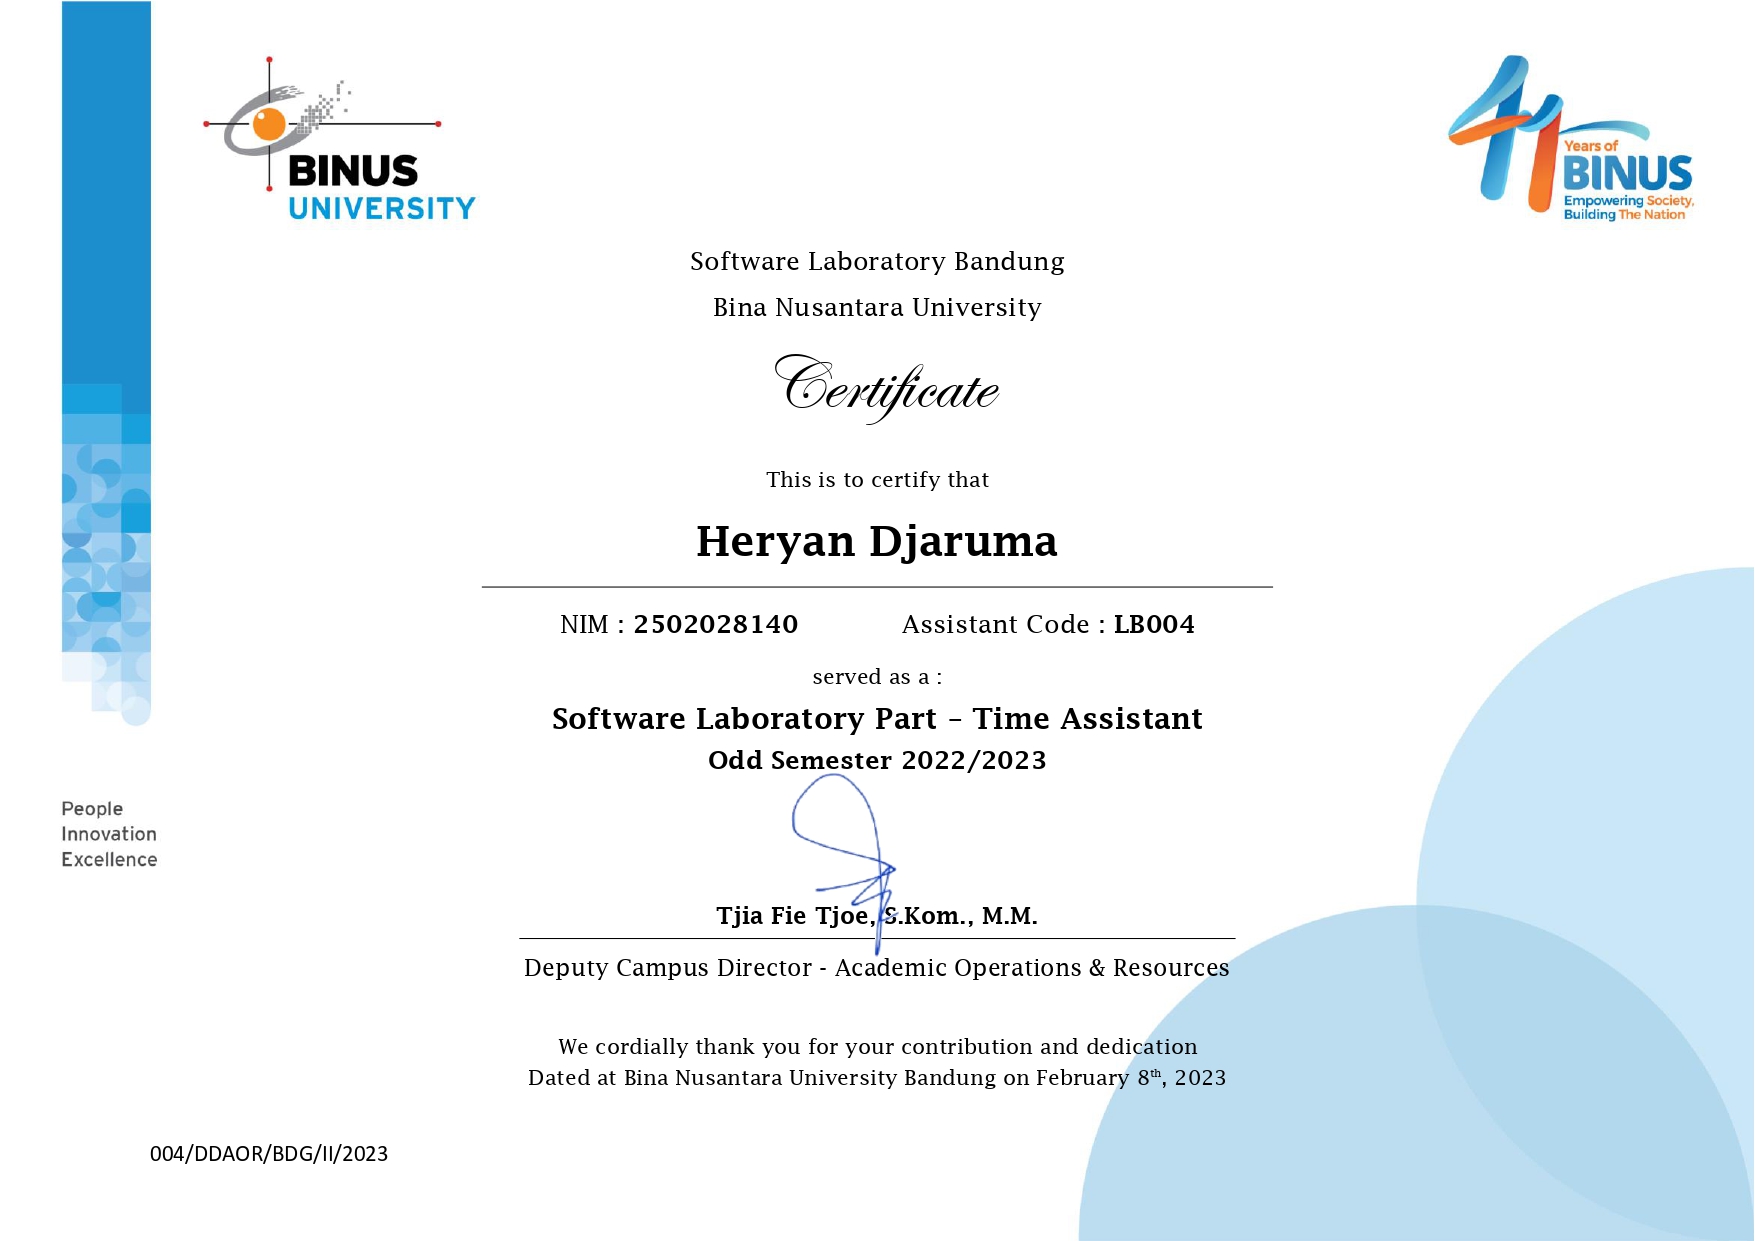 BINUS
UNIVERSITY
41
Years of
BINUS
Empowering Society,
Building The Nation
Software Laboratory Bandung
Bina Nusantara University
Certificate
This is to certify that
Heryan Djaruma
NIM : 2502028140 Assistant Code : LB004
served as a :
Software Laboratory Part – Time Assistant
Odd Semester 2022/2023
People
Innovation
Excellence
Tjia Fie Tjoe, S.Kom., M.M.
Deputy Campus Director - Academic Operations & Resources
We cordially thank you for your contribution and dedication
Dated at Bina Nusantara University Bandung on February 8th, 2023
004/DDAOR/BDG/II/2023